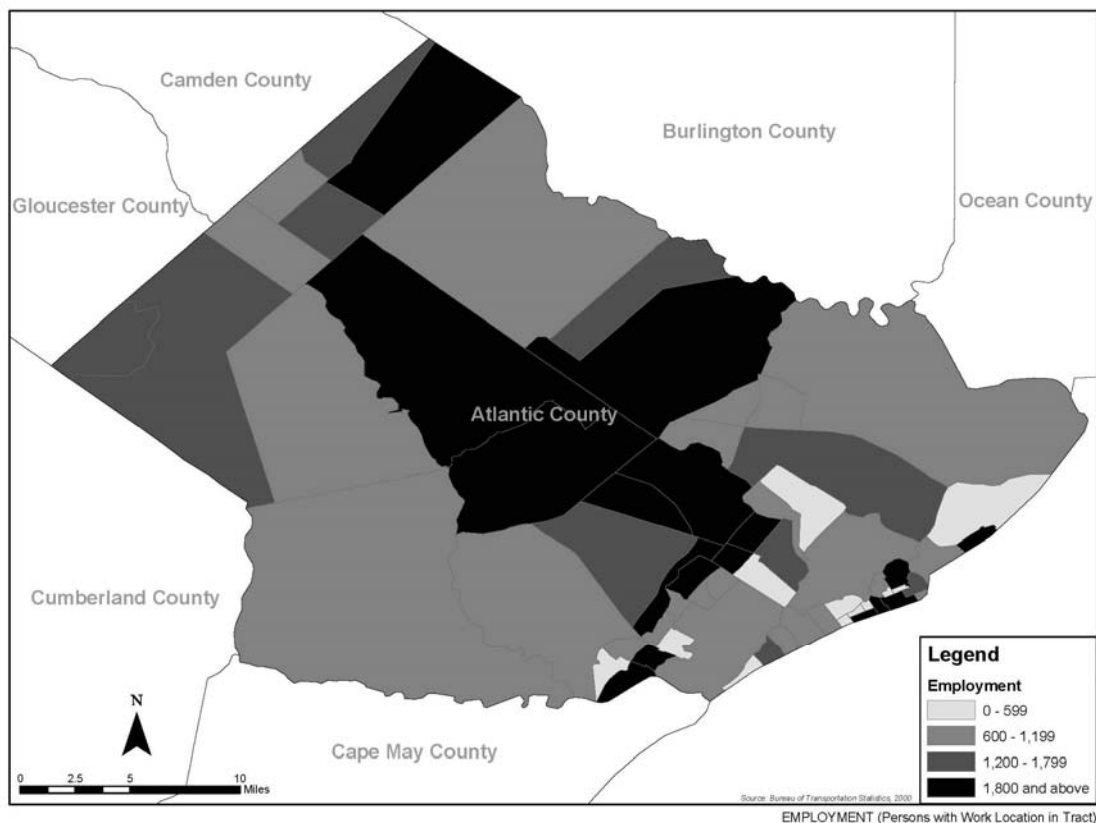 Camden County
Burlington County
Gloucester County
Ocean County
Atlantic County
Cumberland County
Cape May County
N
0 2.5 5 10
Miles
Legend
Employment
0 - 599
600 - 1,199
1,200 - 1,799
1,800 and above
Source: Bureau of Transportation Statistics, 2000
EMPLOYMENT (Persons with Work Location in Tract)